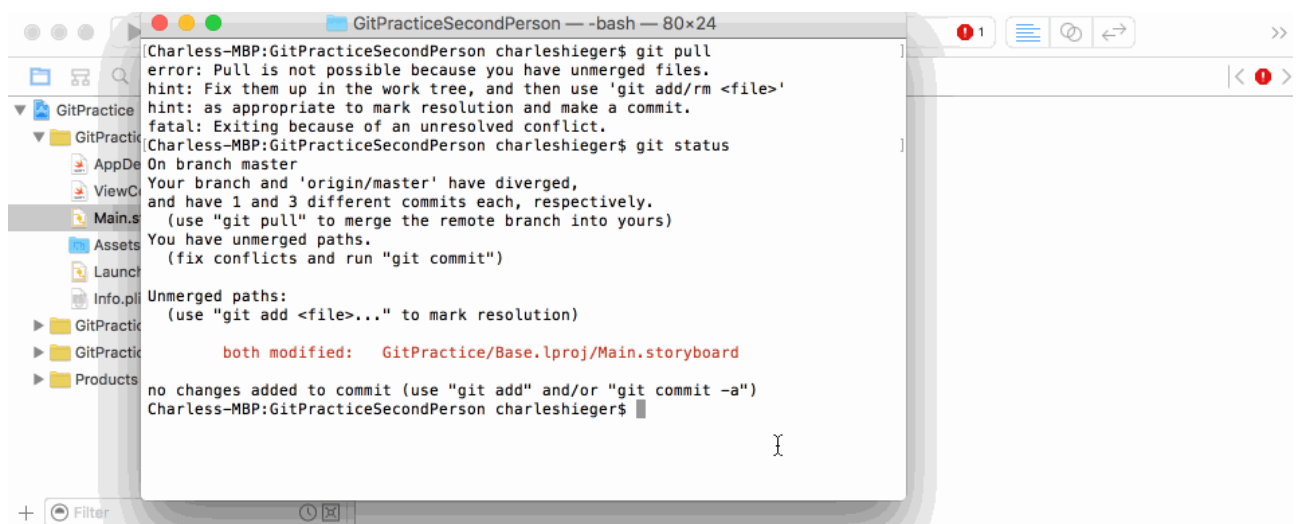 GitPracticeSecondPerson — -bash — 80×24
1
[Charless-MBP:GitPracticeSecondPerson charleshieger$ git pull ]
error: Pull is not possible because you have unmerged files.
hint: Fix them up in the work tree, and then use 'git add/rm <file>'
hint: as appropriate to mark resolution and make a commit.
fatal: Exiting because of an unresolved conflict.
[Charless-MBP:GitPracticeSecondPerson charleshieger$ git status ]
On branch master
Your branch and 'origin/master' have diverged,
and have 1 and 3 different commits each, respectively.
(use "git pull" to merge the remote branch into yours)
You have unmerged paths.
(fix conflicts and run "git commit")
Unmerged paths:
(use "git add <file>..." to mark resolution)
both modified: GitPractice/Base.lproj/Main.storyboard
no changes added to commit (use "git add" and/or "git commit -a")
Charless-MBP:GitPracticeSecondPerson charleshieger$
GitPractice
GitPractic
AppDe
ViewC
Main.s
Assets
Launch
Info.pli
GitPractic
GitPractic
Products
Filter